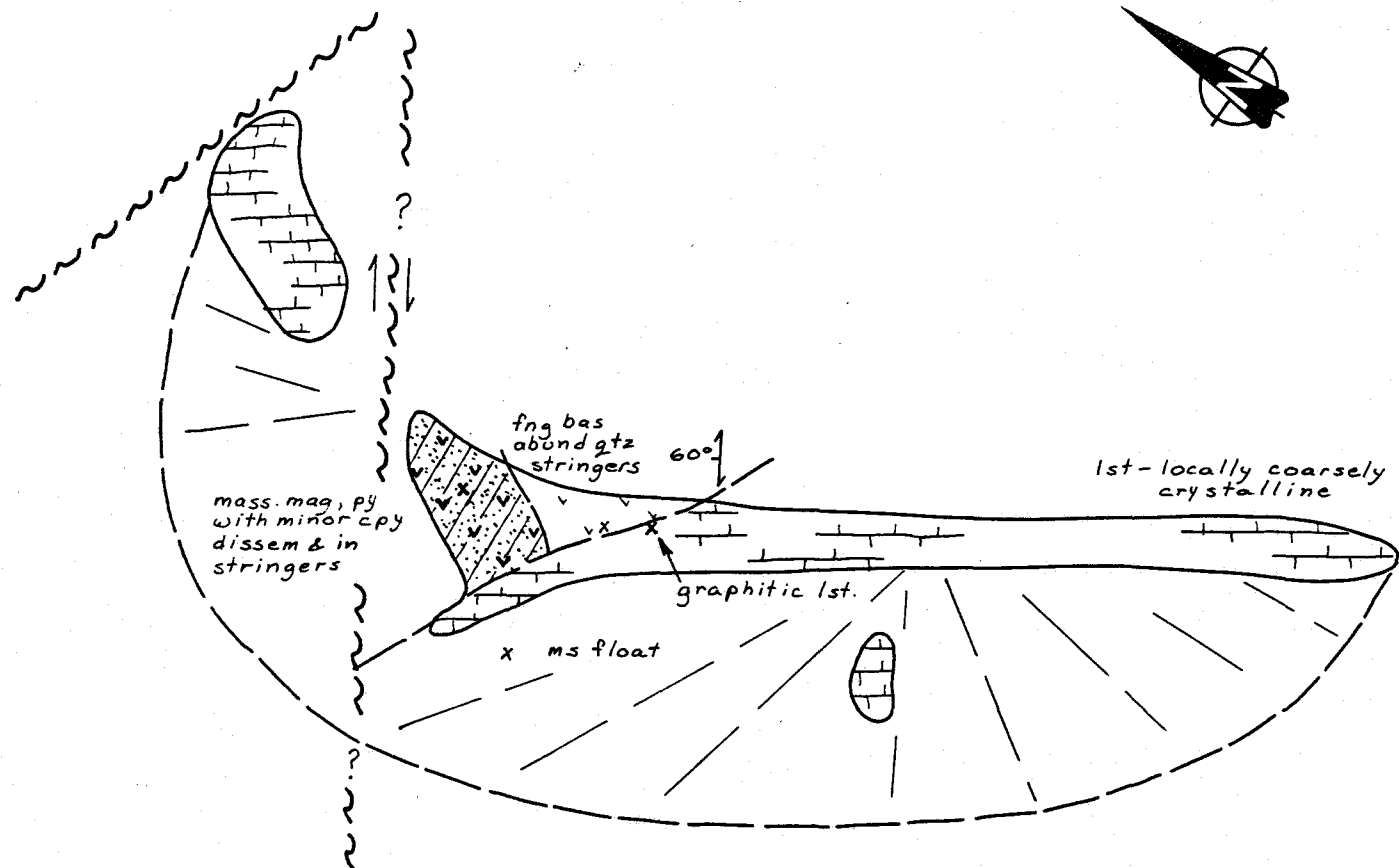 N
?
fng bas
abund qtz
stringers
60°
lst - locally coarsely
crystalline
mass. mag, py
with minor cpy
dissem & in
stringers
graphitic lst.
x ms float
?